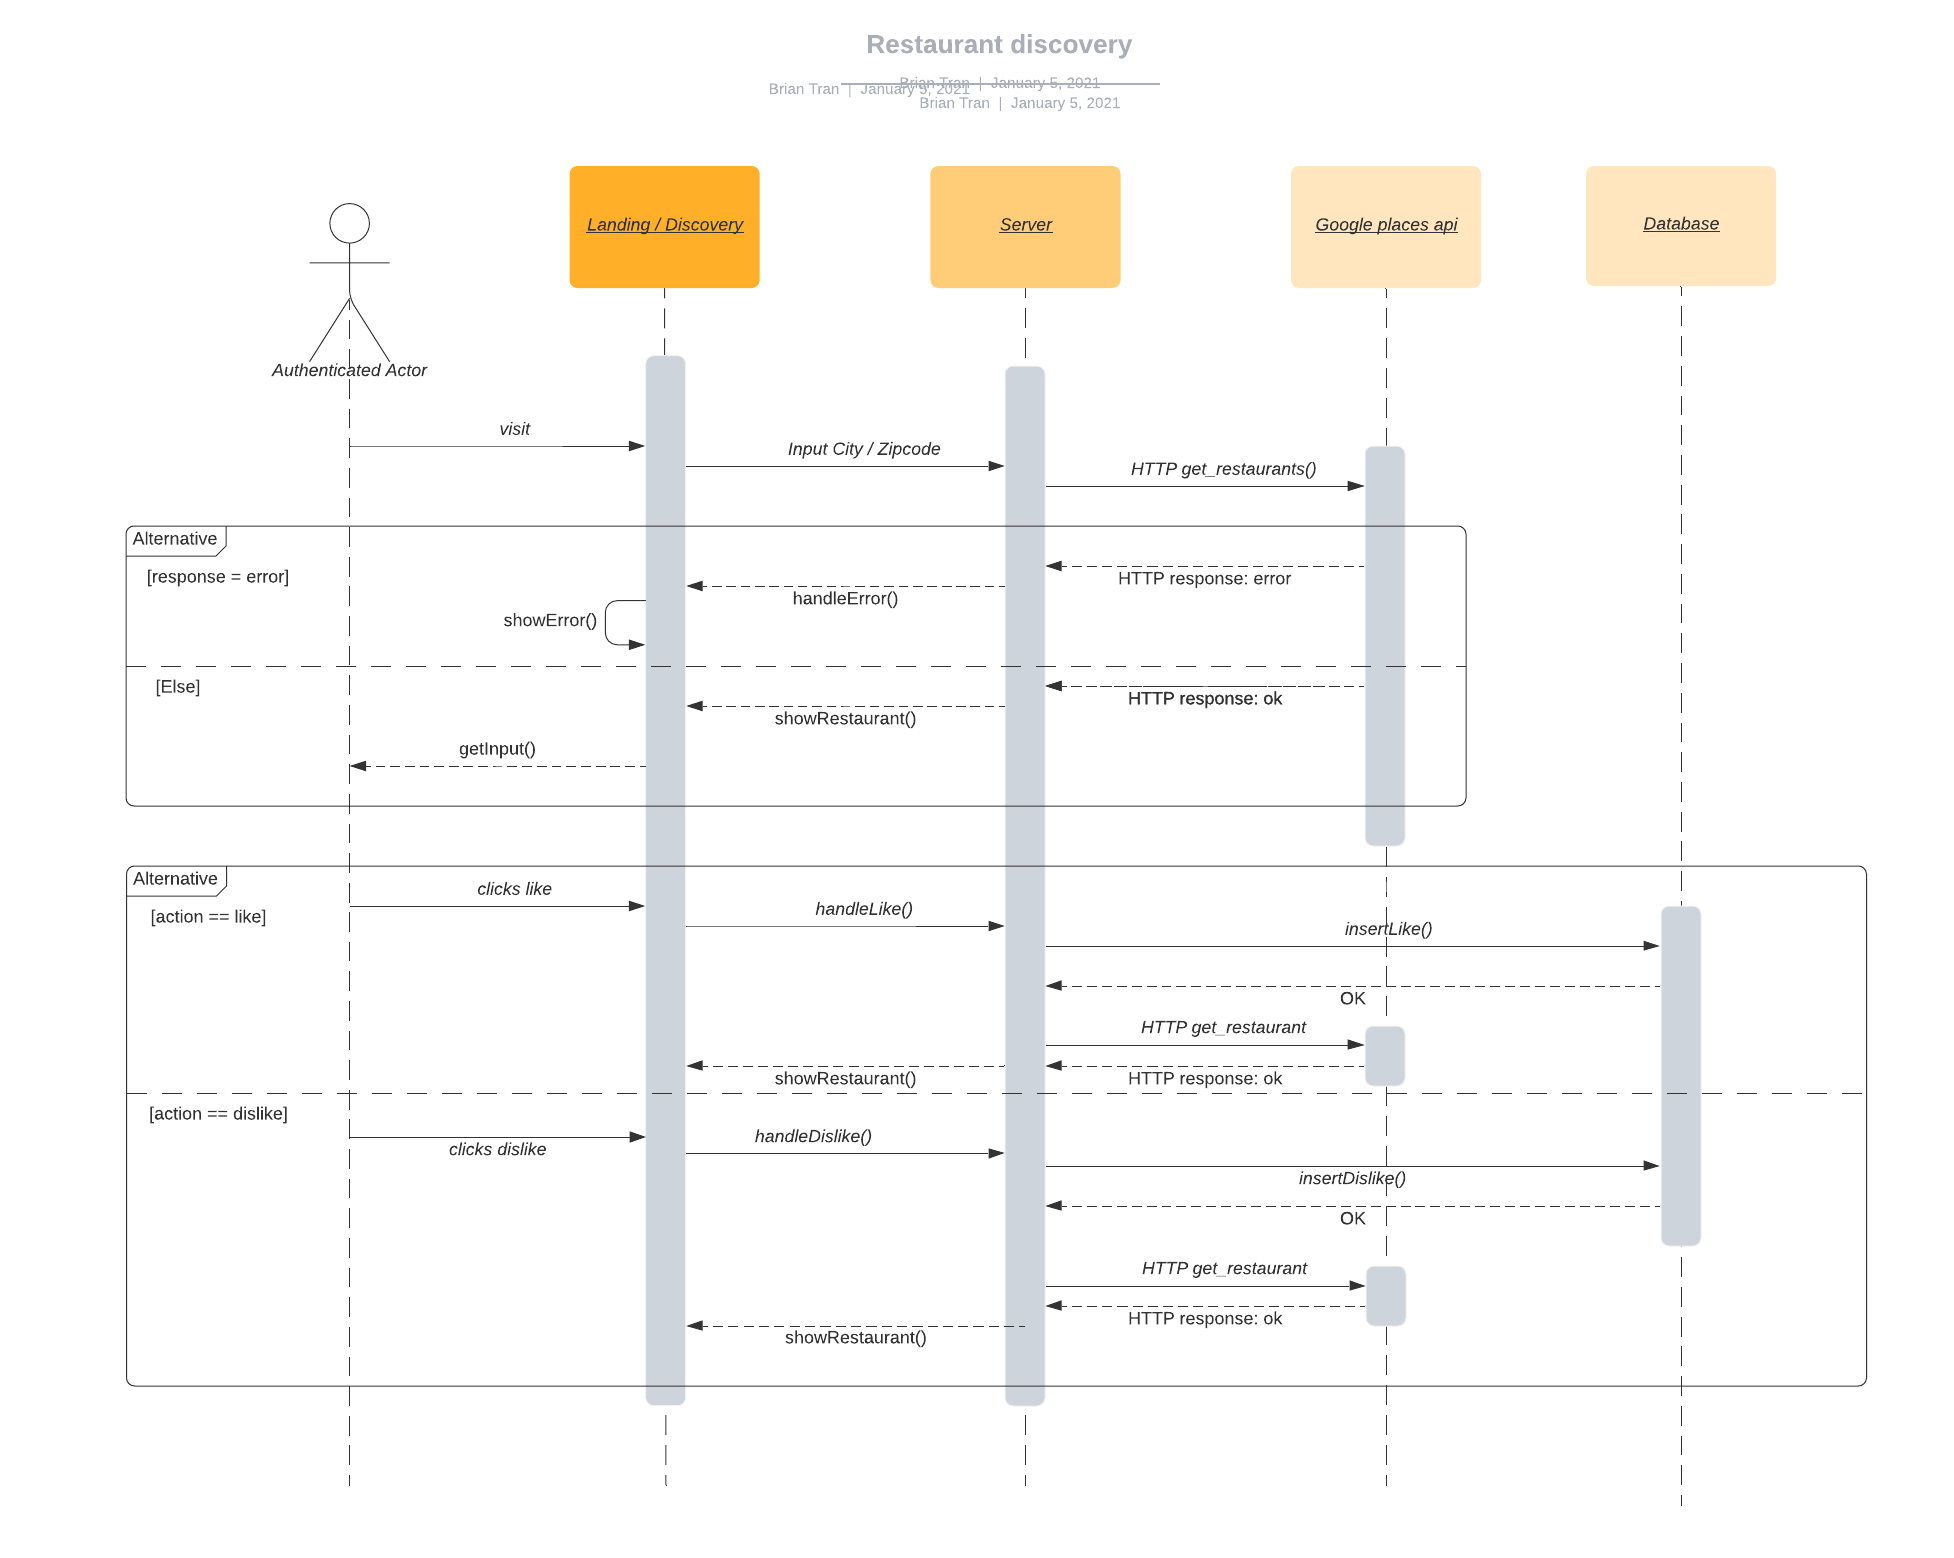 Restaurant discovery
Brian Tran | January 5, 2021
Brian Tran | January 5, 2021
Brian Tran | January 5, 2021
Landing / Discovery
Server
Google places api
Database
Authenticated Actor
visit
Input City / Zipcode
HTTP get_restaurants()
Alternative
[response = error]
HTTP response: error
handleError()
showError()
[Else]
HTTP response: ok
showRestaurant()
getInput()
Alternative
[action == like]
clicks like
handleLike()
insertLike()
OK
HTTP get_restaurant
HTTP response: ok
showRestaurant()
[action == dislike]
clicks dislike
handleDislike()
insertDislike()
OK
HTTP get_restaurant
HTTP response: ok
showRestaurant()